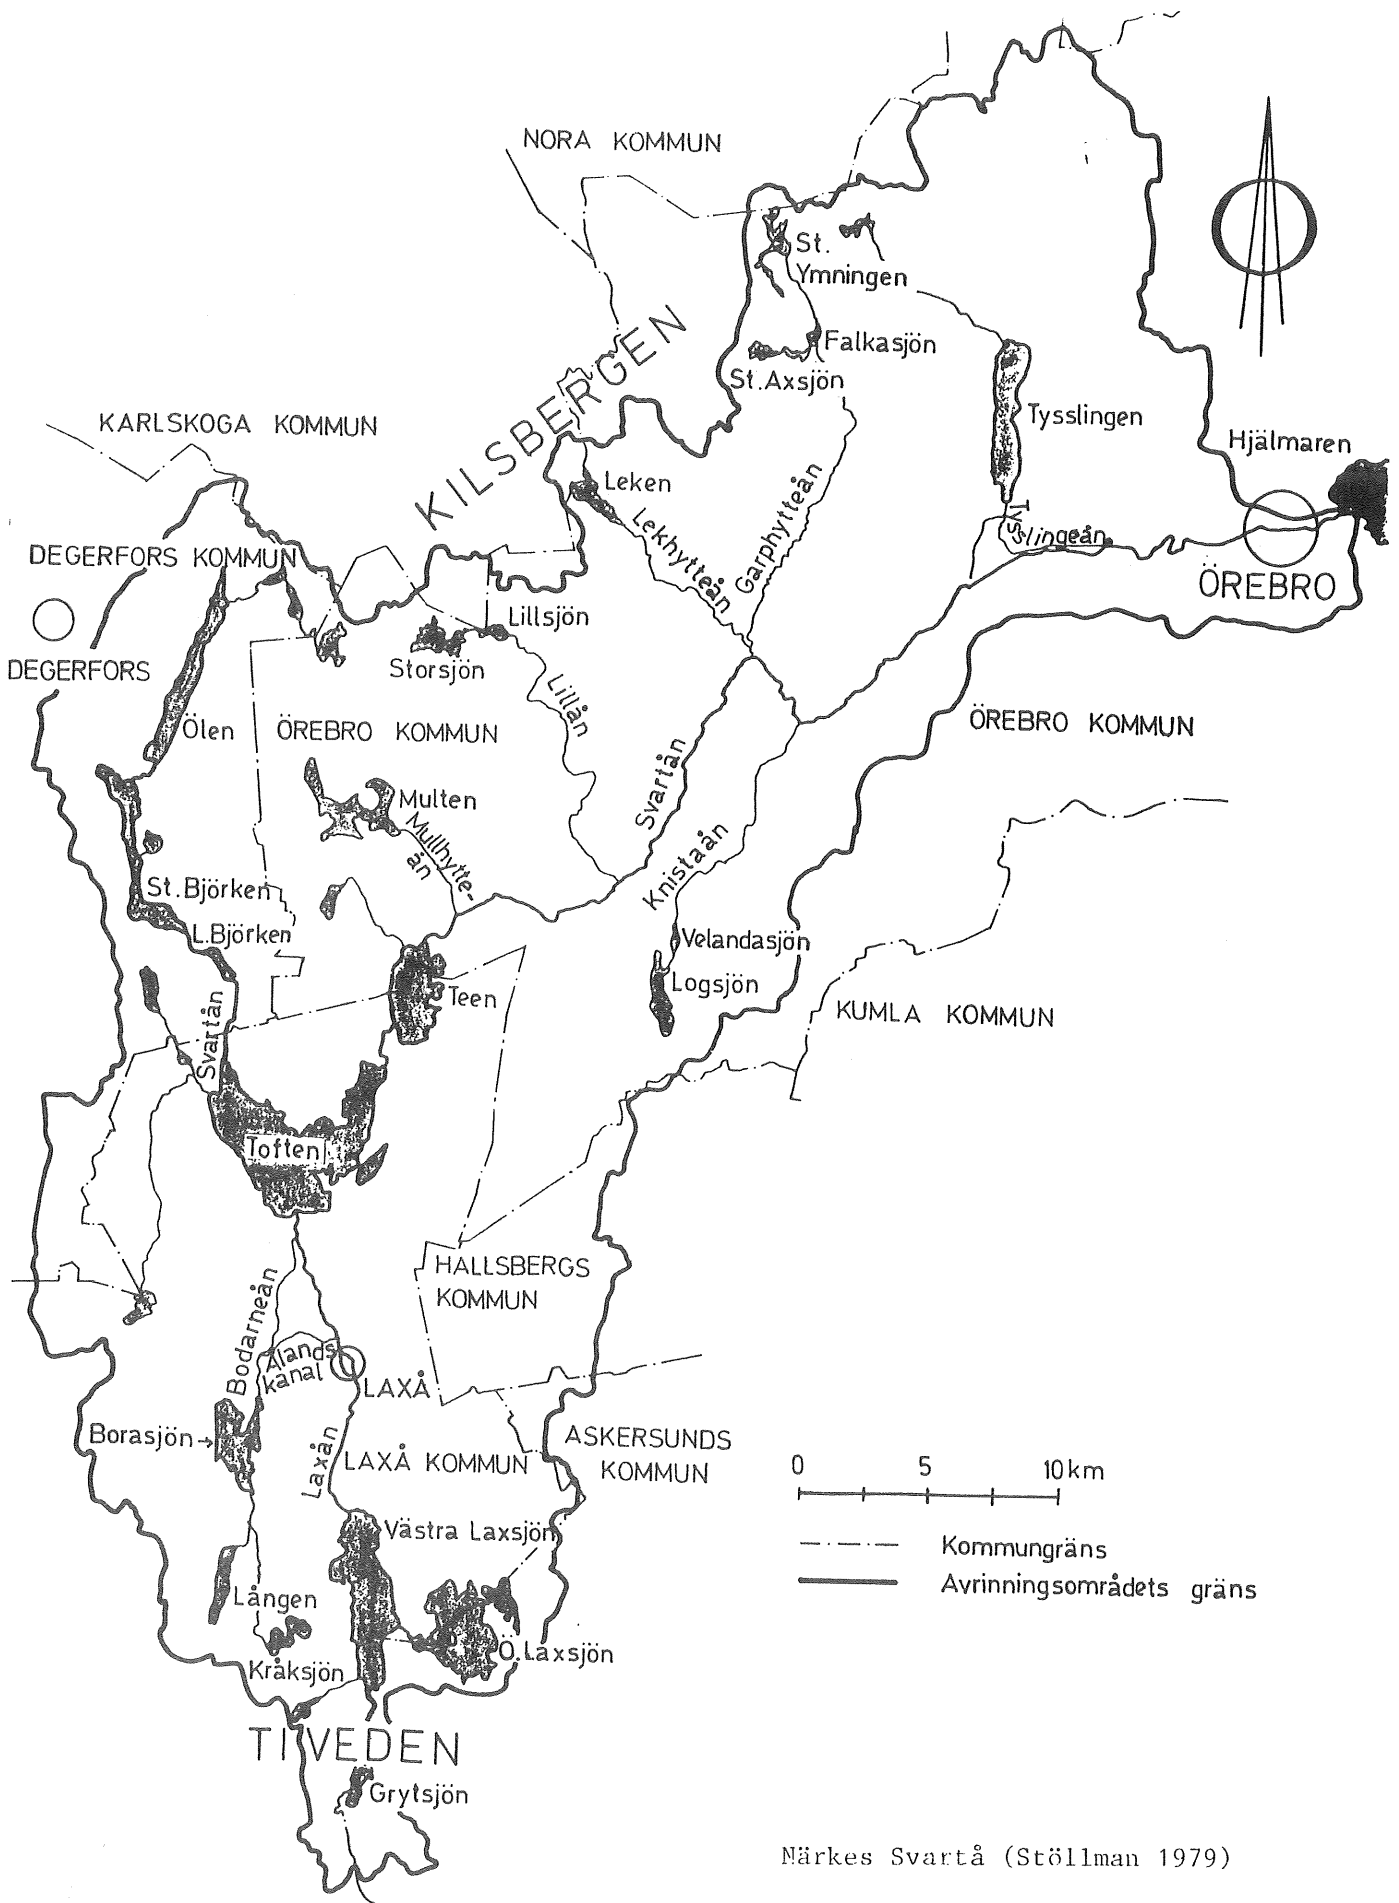 NORA KOMMUN
St.
Ymningen
KILSBERGEN
Falkasjön
St.Axsjön
KARLSKOGA KOMMUN
Tysslingen
Hjälmaren
Leken
Lekhytteån
Garphytteån
Tysslingeån
DEGERFORS KOMMUN
ÖREBRO
Lillsjön
DEGERFORS
Storsjön
Lillån
Ölen
ÖREBRO KOMMUN
ÖREBRO KOMMUN
Svartån
Multen
Mullhytte-
ån
Knistaån
St.Björken
L.Björken
Velandasjön
Logsjön
Teen
KUMLA KOMMUN
Svartån
Toften
HALLSBERGS
KOMMUN
Bodarneån
Ålands
kanal
LAXÅ
Borasjön
Laxån
LAXÅ KOMMUN
ASKERSUNDS
KOMMUN
0 5 10 km
Västra Laxsjön
Kommungräns
Avrinningsområdets gräns
Lången
Ö.Laxsjön
Kråksjön
TIVEDEN
Grytsjön
Närkes Svartå (Stöllman 1979)